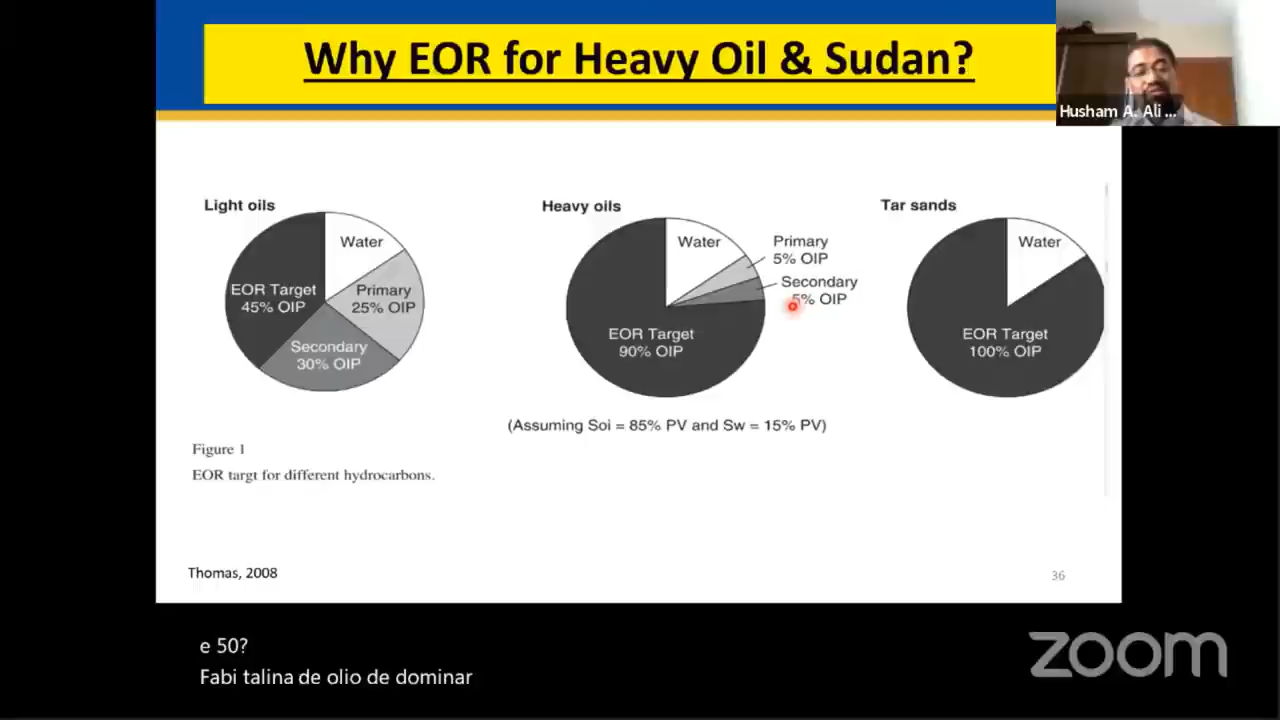 Why EOR for Heavy Oil & Sudan?
Husham A. Ali ...
Light oils
Water
EOR Target
45% OIP
Primary
25% OIP
Secondary
30% OIP
Heavy oils
Water
Primary
5% OIP
Secondary
5% OIP
EOR Target
90% OIP
Tar sands
Water
EOR Target
100% OIP
(Assuming Soi = 85% PV and Sw = 15% PV)
Figure 1
EOR targt for different hydrocarbons.
Thomas, 2008
36
e 50?
Fabi talina de olio de dominar
zoom